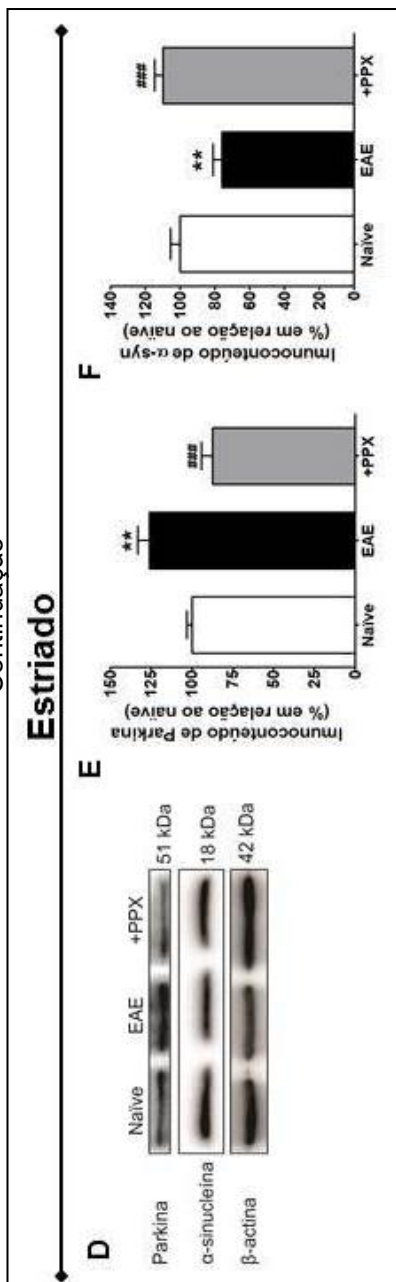 Continuação
Estriado
D
Naïve EAE +PPX
Parkina 51 kDa
α-sinucleína 18 kDa
β-actina 42 kDa
E
Imunoconteúdo de Parkina
(% em relação ao naive)
150
125
100
75
50
25
0
**
###
Naïve EAE +PPX
F
Imunoconteúdo de α-syn
(% em relação ao naive)
140
120
100
80
60
40
20
0
**
###
Naïve EAE +PPX